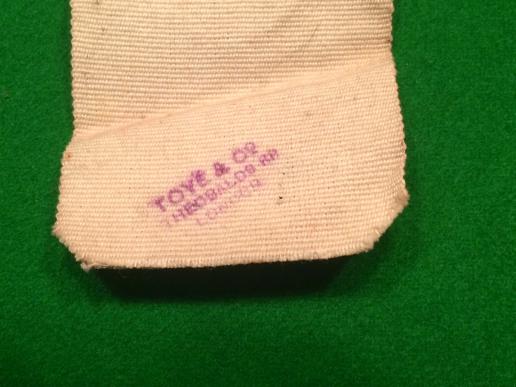 TOYE & Co
THEOBALDS RD
LONDON